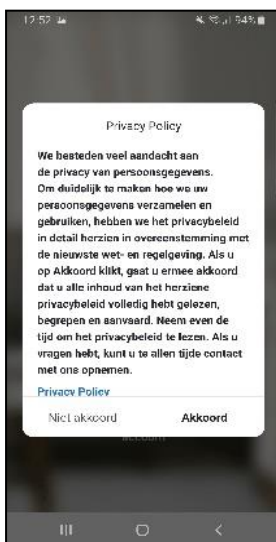 12:52
94%
Privacy Policy
We besteden veel aandacht aan
de privacy van persoonsgegevens.
Om duidelijk te maken hoe we uw
persoonsgegevens verzamelen en
gebruiken, hebben we het privacybeleid
in detail herzien in overeenstemming met
de nieuwste wet- en regelgeving. Als u
op Akkoord klikt, gaat u ermee akkoord
dat u alle inhoud van het herziene
privacybeleid volledig hebt gelezen,
begrepen en aanvaard. Neem even de
tijd om het privacybeleid te lezen. Als u
vragen hebt, kunt u te allen tijde contact
met ons opnemen.
Privacy Policy
Niet akkoord Akkoord
account